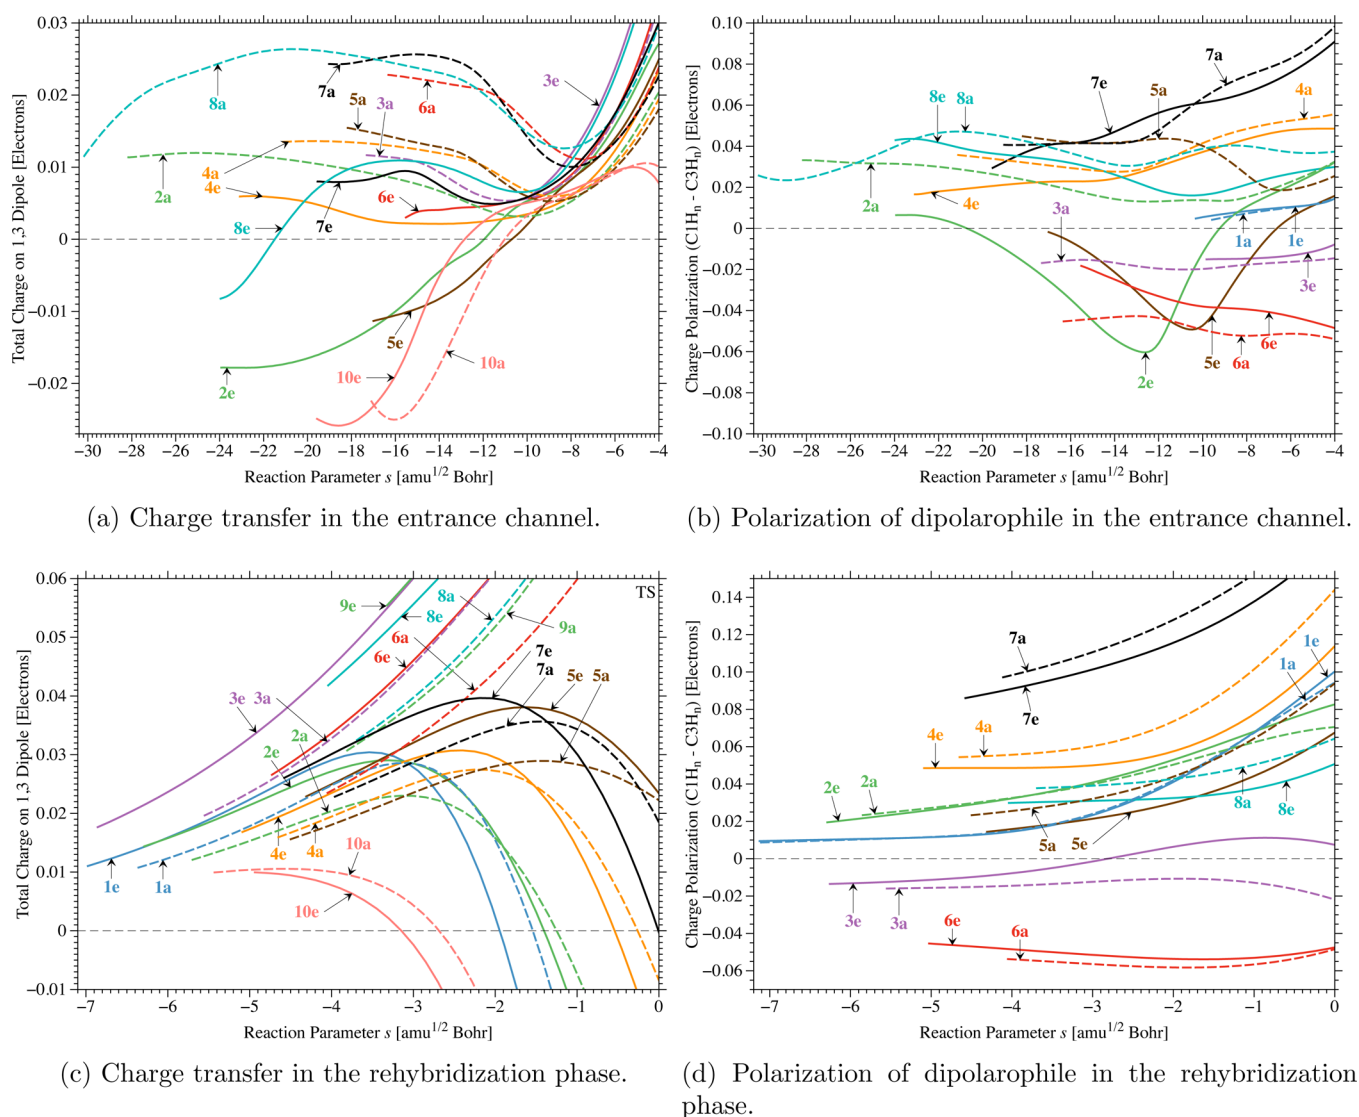 0.03
0.02
0.01
0
−0.01
−0.02
Total Charge on 1,3 Dipole [Electrons]
8a
7a
6a
5a
3a
3e
2a
4a
4e
8e
7e
6e
5e
2e
10e
10a
−30 −28 −26 −24 −22 −20 −18 −16 −14 −12 −10 −8 −6 −4
Reaction Parameter s [amu1/2 Bohr]
(a) Charge transfer in the entrance channel.
0.10
0.08
0.06
0.04
0.02
0
−0.02
−0.04
−0.06
−0.08
−0.10
Charge Polarization (C1Hn - C3Hn) [Electrons]
7a
7e
5a
4a
8e 8a
2a
4e
3a
1a
1e
3e
2e
5e
6a
6e
−30 −28 −26 −24 −22 −20 −18 −16 −14 −12 −10 −8 −6 −4
Reaction Parameter s [amu1/2 Bohr]
(b) Polarization of dipolarophile in the entrance channel.
0.06
0.05
0.04
0.03
0.02
0.01
0
−0.01
Total Charge on 1,3 Dipole [Electrons]
TS
9e
8e
8a
9a
6a
6e
7e
7a
5e 5a
3e 3a
2a
2e
4e
4a
1e
1a
10a
10e
−7 −6 −5 −4 −3 −2 −1 0
Reaction Parameter s [amu1/2 Bohr]
(c) Charge transfer in the rehybridization phase.
0.14
0.12
0.10
0.08
0.06
0.04
0.02
0
−0.02
−0.04
−0.06
Charge Polarization (C1Hn - C3Hn) [Electrons]
7a
7e
1e
1a
4e
4a
2e
2a
8a
8e
5a
5e
3e
3a
6e
6a
−7 −6 −5 −4 −3 −2 −1 0
Reaction Parameter s [amu1/2 Bohr]
(d) Polarization of dipolarophile in the rehybridization
phase.